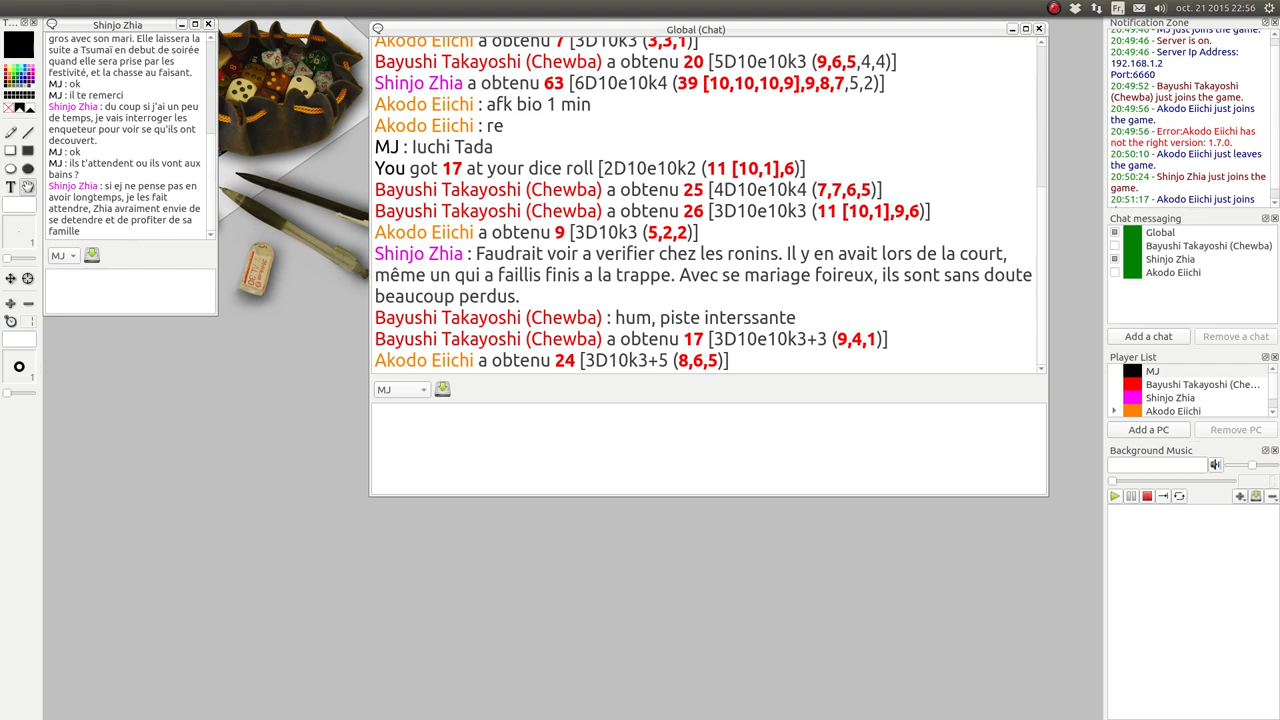 Fr
oct. 21 2015 22:56
T...
Shinjo Zhia
gros avec son mari. Elle laissera la
suite a Tsumaï en debut de soirée
quand elle sera prise par les
festivité, et la chasse au faisant.
MJ : ok
MJ : il te remerci
Shinjo Zhia : du coup si j'ai un peu
de temps, je vais interroger les
enqueteur pour voir se qu'ils ont
decouvert.
MJ : ok
MJ : ils t'attendent ou ils vont aux
bains ?
Shinjo Zhia : si ej ne pense pas en
avoir longtemps, je les fait
attendre, Zhia avraiment envie de
se detendre et de profiter de sa
famille
MJ
1
1
Global (Chat)
Akodo Eiichi a obtenu 7 [3D10k3 (3,3,1)]
Bayushi Takayoshi (Chewba) a obtenu 20 [5D10e10k3 (9,6,5,4,4)]
Shinjo Zhia a obtenu 63 [6D10e10k4 (39 [10,10,10,9],9,8,7,5,2)]
Akodo Eiichi : afk bio 1 min
Akodo Eiichi : re
MJ : Iuchi Tada
You got 17 at your dice roll [2D10e10k2 (11 [10,1],6)]
Bayushi Takayoshi (Chewba) a obtenu 25 [4D10e10k4 (7,7,6,5)]
Bayushi Takayoshi (Chewba) a obtenu 26 [3D10e10k3 (11 [10,1],9,6)]
Akodo Eiichi a obtenu 9 [3D10k3 (5,2,2)]
Shinjo Zhia : Faudrait voir a verifier chez les ronins. Il y en avait lors de la court,
même un qui a faillis finis a la trappe. Avec se mariage foireux, ils sont sans doute
beaucoup perdus.
Bayushi Takayoshi (Chewba) : hum, piste interssante
Bayushi Takayoshi (Chewba) a obtenu 17 [3D10e10k3+3 (9,4,1)]
Akodo Eiichi a obtenu 24 [3D10k3+5 (8,6,5)]
MJ
Notification Zone
20:49:46 - MJ just joins the game.
20:49:46 - Server is on.
20:49:46 - Server Ip Address:
192.168.1.2
Port:6660
20:49:52 - Bayushi Takayoshi
(Chewba) just joins the game.
20:49:56 - Akodo Eiichi just joins
the game.
20:49:56 - Error:Akodo Eiichi has
not the right version: 1.7.0.
20:50:10 - Akodo Eiichi just leaves
the game.
20:50:24 - Shinjo Zhia just joins the
game.
20:51:17 - Akodo Eiichi just joins
Chat messaging
Global
Bayushi Takayoshi (Chewba)
Shinjo Zhia
Akodo Eiichi
Add a chat
Remove a chat
Player List
MJ
Bayushi Takayoshi (Che...
Shinjo Zhia
Akodo Eiichi
Add a PC
Remove PC
Background Music